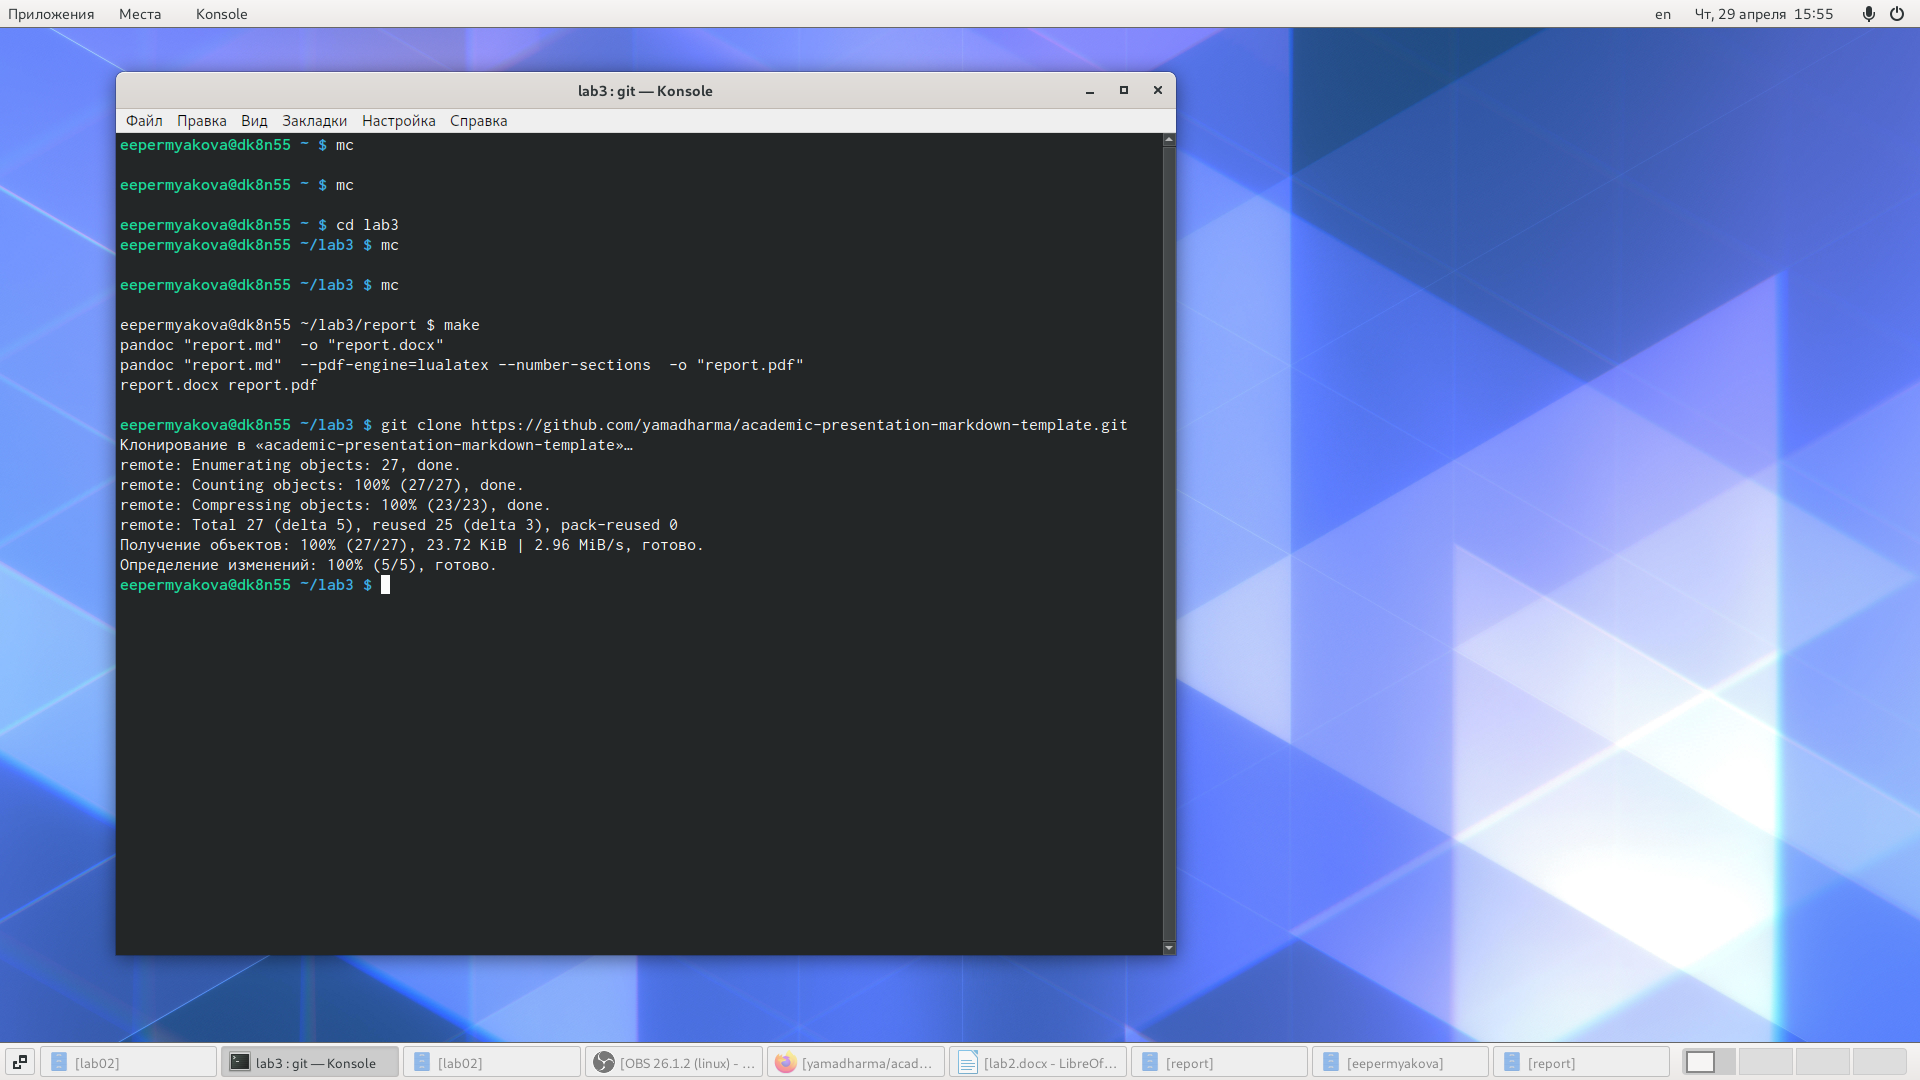 Приложения Места Konsole en Чт, 29 апреля 15:55
lab3 : git — Konsole
Файл Правка Вид Закладки Настройка Справка
eepermyakova@dk8n55 ~ $ mc
eepermyakova@dk8n55 ~ $ mc
eepermyakova@dk8n55 ~ $ cd lab3
eepermyakova@dk8n55 ~/lab3 $ mc
eepermyakova@dk8n55 ~/lab3 $ mc
eepermyakova@dk8n55 ~/lab3/report $ make
pandoc "report.md"  -o "report.docx"
pandoc "report.md"  --pdf-engine=lualatex --number-sections  -o "report.pdf"
report.docx report.pdf
eepermyakova@dk8n55 ~/lab3 $ git clone https://github.com/yamadharma/academic-presentation-markdown-template.git
Клонирование в «academic-presentation-markdown-template»…
remote: Enumerating objects: 27, done.
remote: Counting objects: 100% (27/27), done.
remote: Compressing objects: 100% (23/23), done.
remote: Total 27 (delta 5), reused 25 (delta 3), pack-reused 0
Получение объектов: 100% (27/27), 23.72 KiB | 2.96 MiB/s, готово.
Определение изменений: 100% (5/5), готово.
eepermyakova@dk8n55 ~/lab3 $
[lab02] lab3 : git — Konsole [lab02] [OBS 26.1.2 (linux) - ... [yamadharma/acad... [lab2.docx - LibreOf... [report] [eepermyakova] [report]